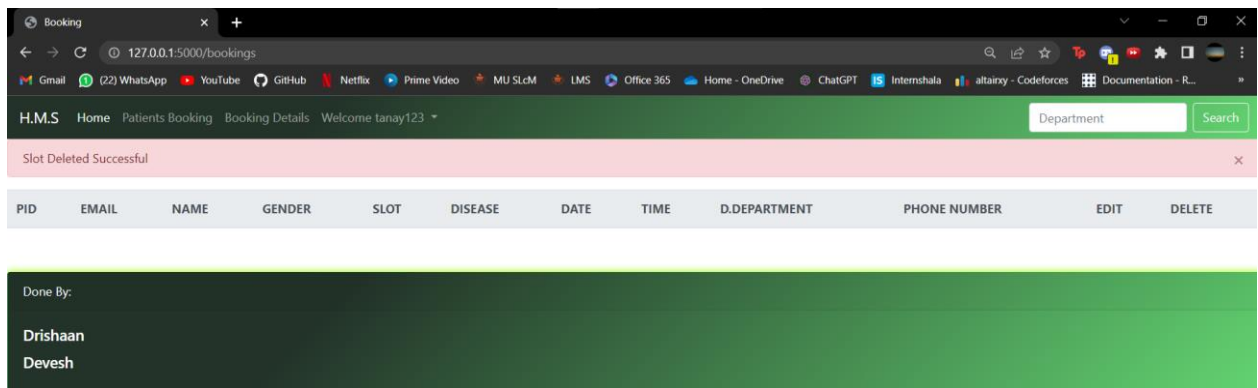 Booking
127.0.0.1:5000/bookings
Gmail (22) WhatsApp YouTube GitHub Netflix Prime Video MU SLcM LMS Office 365 Home - OneDrive ChatGPT IS Internshala altairxy - Codeforces Documentation - R... »
H.M.S Home Patients Booking Booking Details Welcome tanay123 Department Search
Slot Deleted Successful ×
PID EMAIL NAME GENDER SLOT DISEASE DATE TIME D.DEPARTMENT PHONE NUMBER EDIT DELETE
Done By:
Drishaan
Devesh